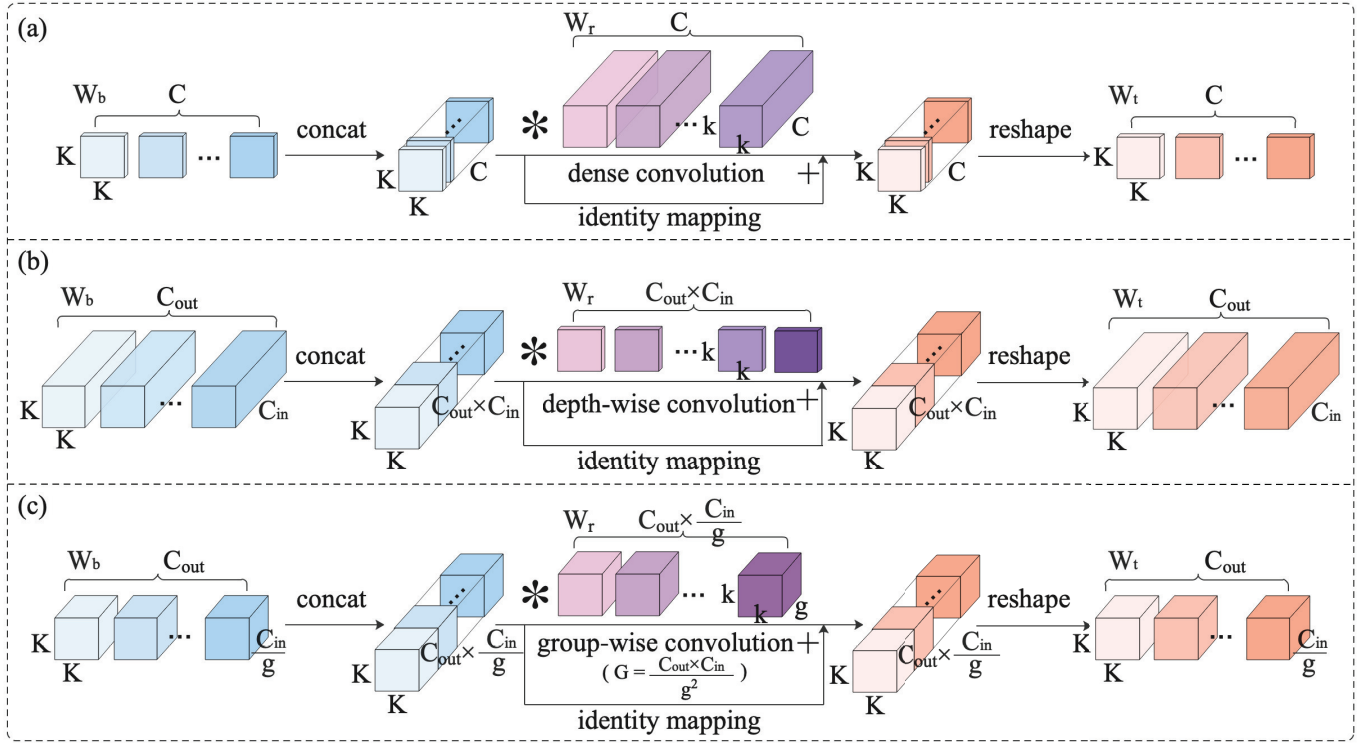 (a)
W_b C
K
K
...
concat
...
K
K
C
*
W_r C
... k
k
C
dense convolution +
identity mapping
...
K
K
C
reshape
W_t C
K
K
...
(b)
W_b C_out
K
K
...
C_in
concat
...
C_out×C_in
K
K
*
W_r C_out×C_in
... k
k
depth-wise convolution +
identity mapping
...
C_out×C_in
K
K
reshape
W_t C_out
K
K
...
C_in
(c)
W_b C_out
K
K
...
C_in/g
concat
...
C_out× C_in/g
K
K
*
W_r C_out× C_in/g
... k
k
g
group-wise convolution +
( G = C_out×C_in/g² )
identity mapping
...
C_out× C_in/g
K
K
reshape
W_t C_out
K
K
...
C_in/g